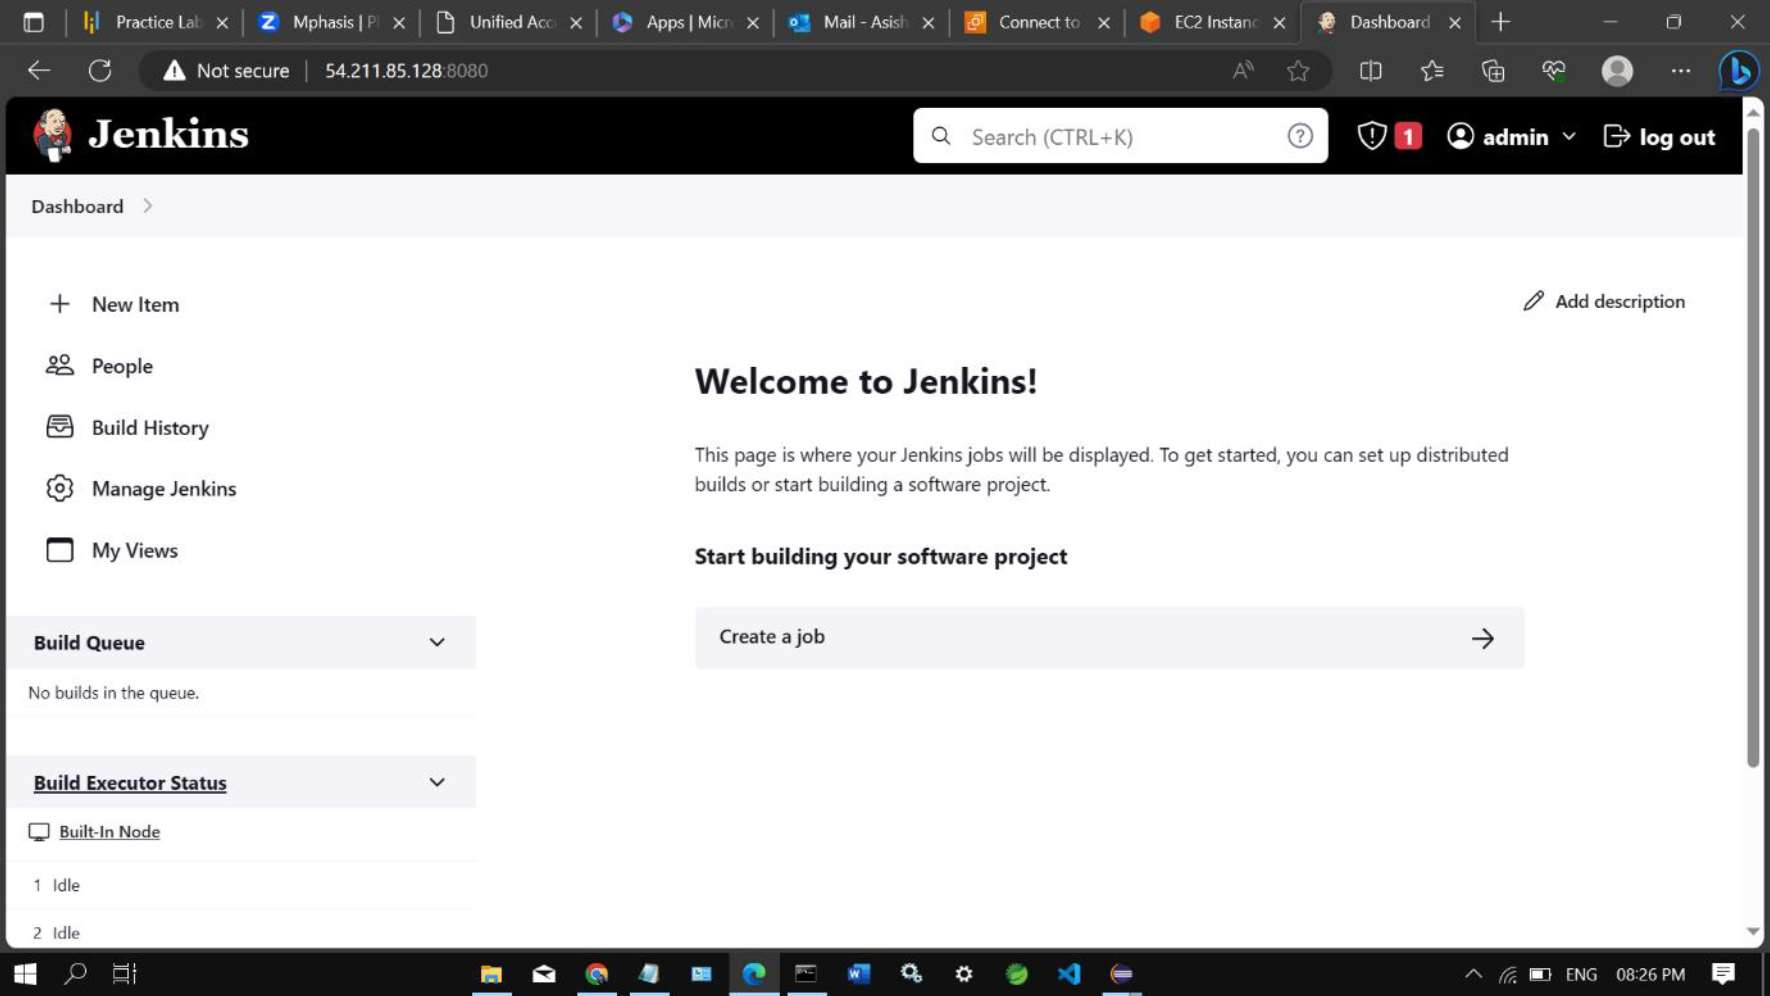 Practice Lab
Mphasis | Pl
Unified Acc
Apps | Micr
Mail - Asish
Connect to
EC2 Instanc
Dashboard
Not secure
54.211.85.128:8080
Jenkins
Search (CTRL+K)
1
admin
log out
Dashboard
New Item
Add description
People
Build History
Manage Jenkins
My Views
Welcome to Jenkins!
This page is where your Jenkins jobs will be displayed. To get started, you can set up distributed
builds or start building a software project.
Start building your software project
Create a job
Build Queue
No builds in the queue.
Build Executor Status
Built-In Node
1 Idle
2 Idle
ENG
08:26 PM